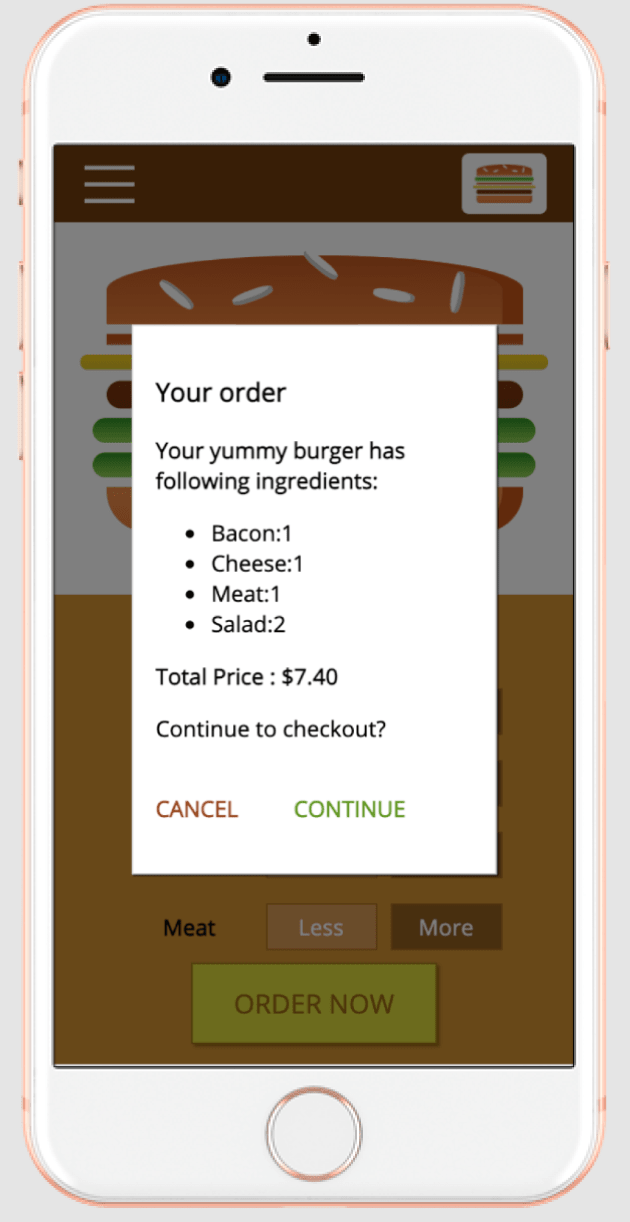 Your order
Your yummy burger has
following ingredients:
Bacon:1
Cheese:1
Meat:1
Salad:2
Total Price : $7.40
Continue to checkout?
CANCEL CONTINUE
Meat Less More
ORDER NOW